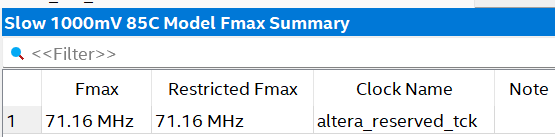 Slow 1000mV 85C Model Fmax Summary
<<Filter>>
Fmax Restricted Fmax Clock Name Note
1 71.16 MHz 71.16 MHz altera_reserved_tck